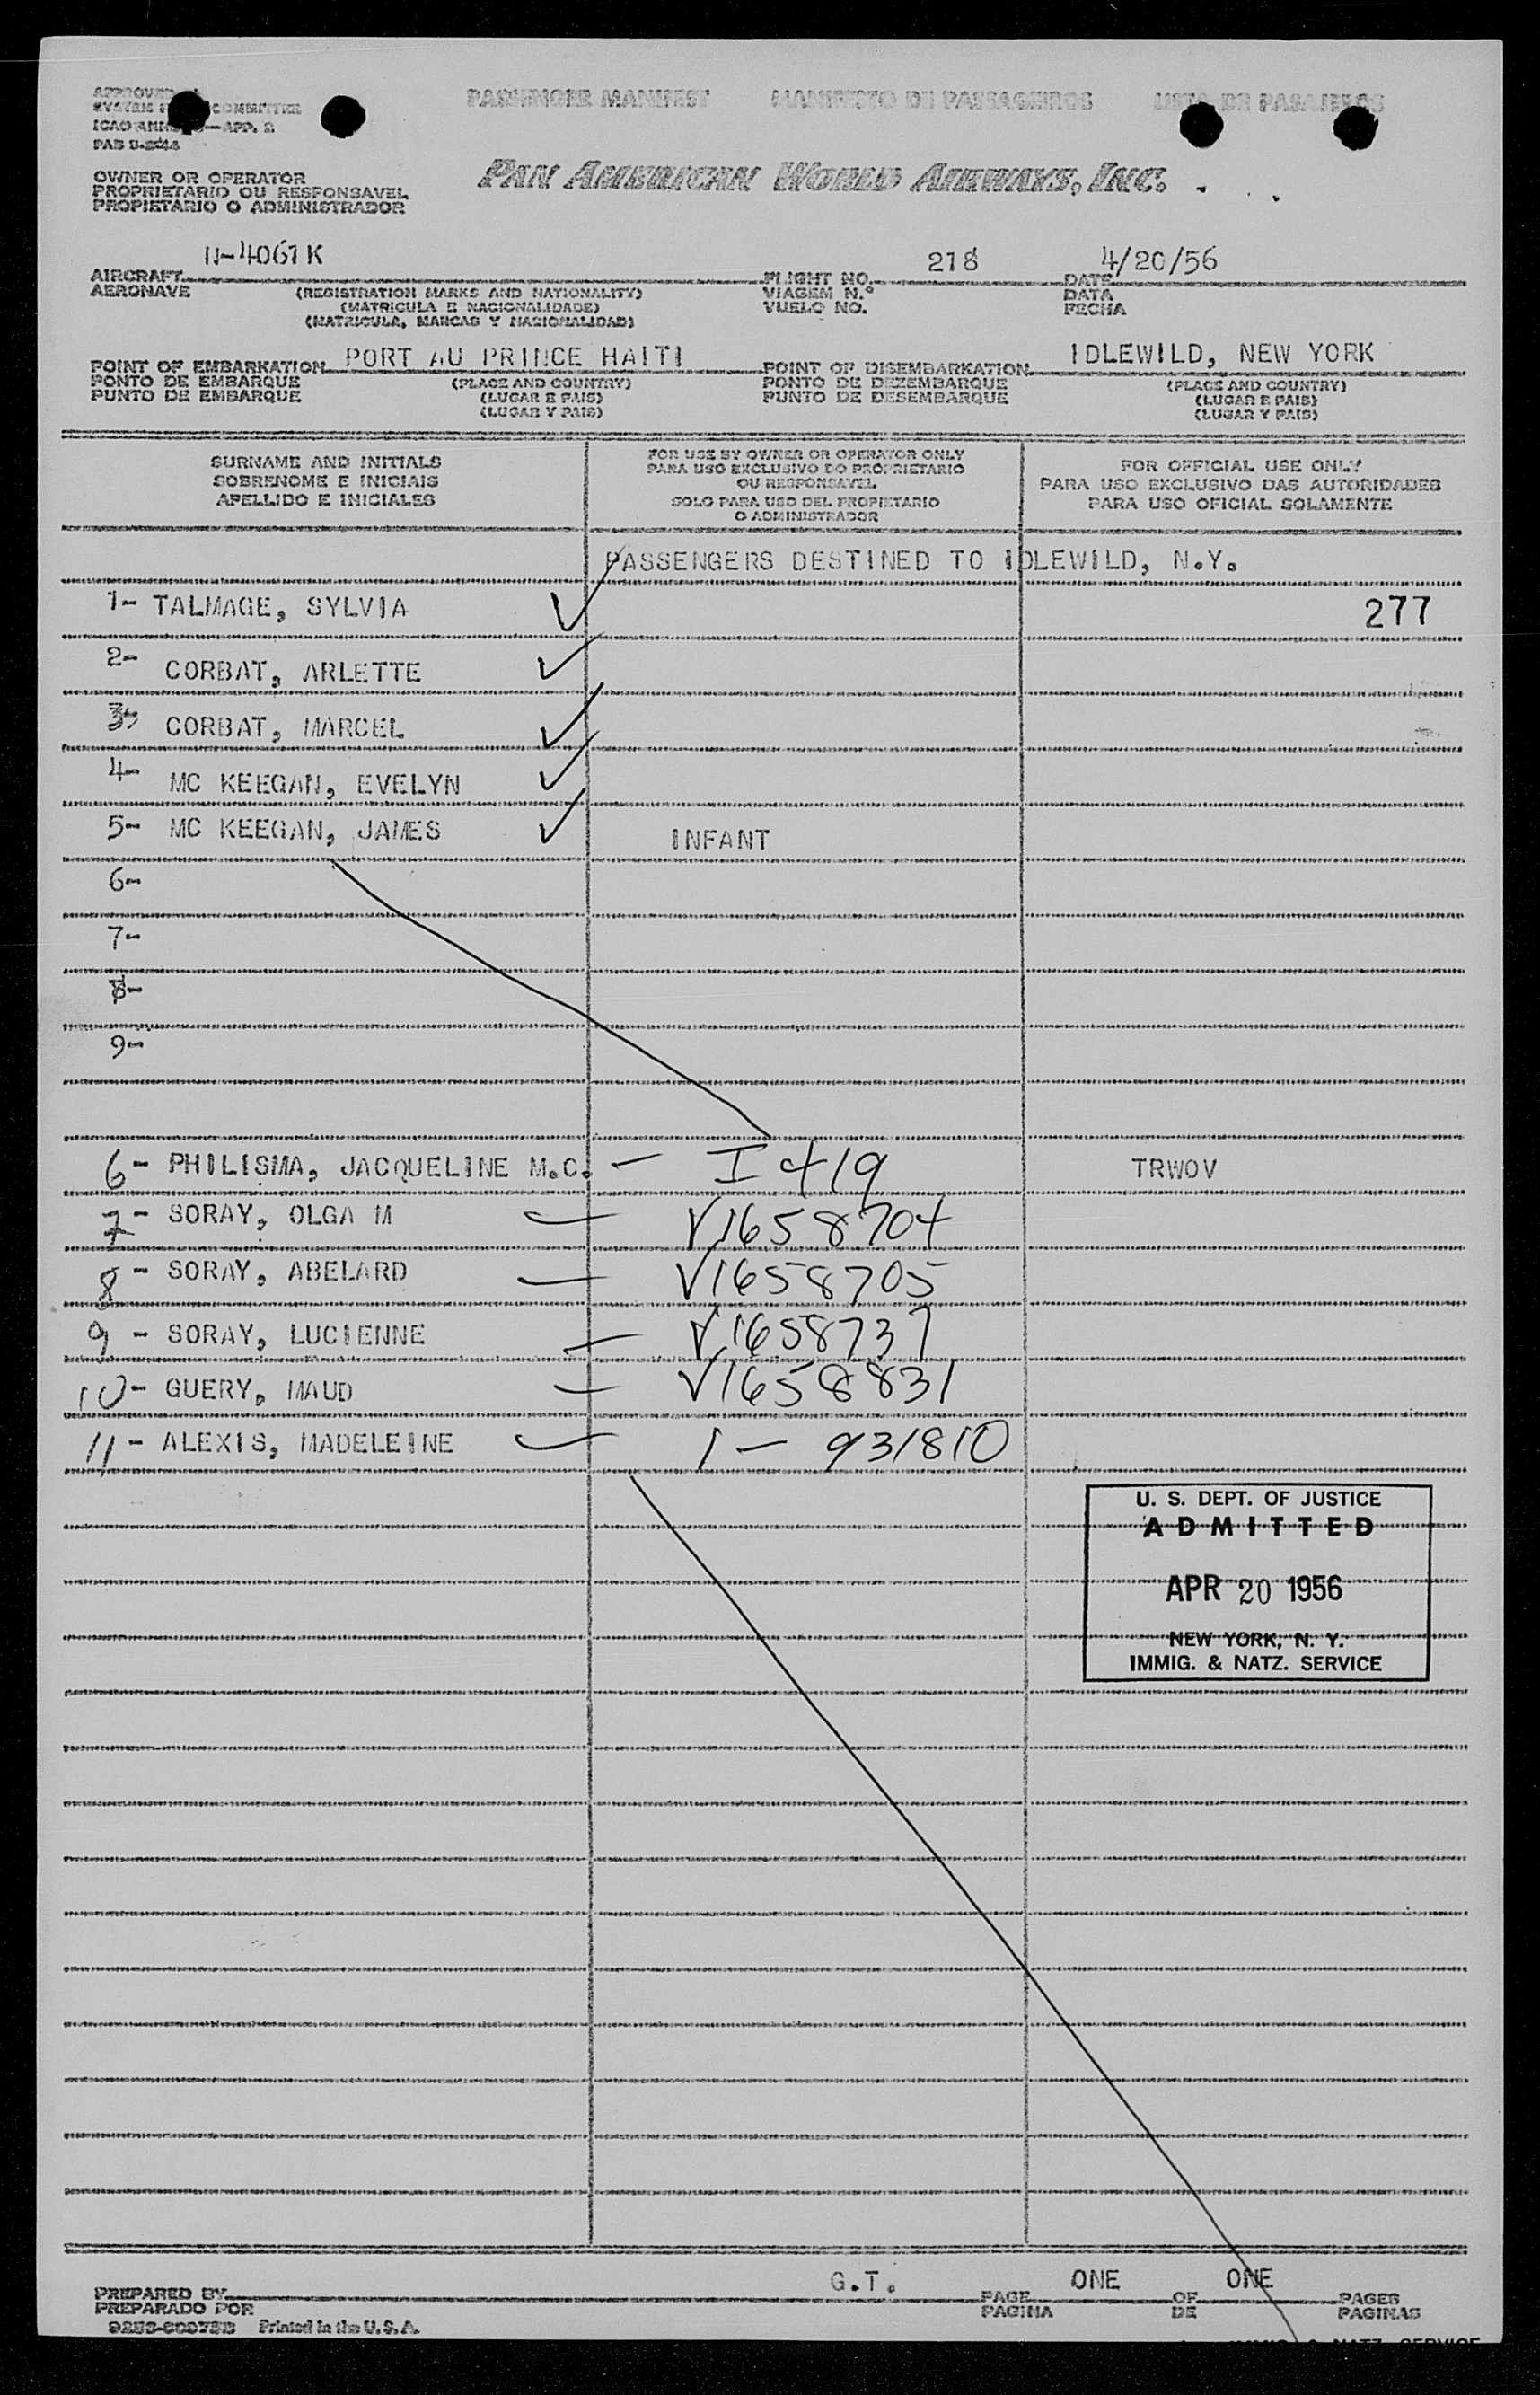 APPROVED
SYSTEM COMMITTEE
ICAO —APP. 2
PASSENGER MANIFEST MANIFESTO DE PASSAGEIROS LISTA DE PASAJEROS
OWNER OR OPERATOR
PROPRIETARIO OU RESPONSAVEL
PROPIETARIO O ADMINISTRADOR
PAN AMERICAN WORLD AIRWAYS, INC.
AIRCRAFT N-4061K FLIGHT NO. 218 DATE 4/20/56
AERONAVE (REGISTRATION MARKS AND NATIONALITY) VIAGEM N.º DATA
(MATRICULA E NACIONALIDADE) VUELO NO. FECHA
(MATRICULA, MARCAS Y NACIONALIDAD)
POINT OF EMBARKATION PORT AU PRINCE HAITI POINT OF DISEMBARKATION IDLEWILD, NEW YORK
PONTO DE EMBARQUE (PLACE AND COUNTRY) PONTO DE DEZEMBARQUE (PLACE AND COUNTRY)
PUNTO DE EMBARQUE (LUGAR E PAIS) PUNTO DE DESEMBARQUE (LUGAR E PAIS)
(LUGAR Y PAIS) (LUGAR Y PAIS)
SURNAME AND INITIALS
SOBRENOME E INICIAIS
APELLIDO E INICIALES
FOR USE BY OWNER OR OPERATOR ONLY
PARA USO EXCLUSIVO DO PROPRIETARIO
OU RESPONSAVEL
SOLO PARA USO DEL PROPIETARIO
O ADMINISTRADOR
FOR OFFICIAL USE ONLY
PARA USO EXCLUSIVO DAS AUTORIDADES
PARA USO OFICIAL SOLAMENTE
PASSENGERS DESTINED TO IDLEWILD, N.Y.
1- TALMAGE, SYLVIA 277
2- CORBAT, ARLETTE
3- CORBAT, MARCEL
4- MC KEEGAN, EVELYN
5- MC KEEGAN, JAMES INFANT
6-
7-
8-
9-
6- PHILISMA, JACQUELINE M.C. — I 419 TRWOV
7- SORAY, OLGA M — V1658704
8- SORAY, ABELARD — V1658705
9 - SORAY, LUCIENNE — V1658737
10- GUERY, MAUD — V1658831
11- ALEXIS, MADELEINE — I — 931810
U. S. DEPT. OF JUSTICE
ADMITTED
APR 20 1956
NEW YORK, N. Y.
IMMIG. & NATZ. SERVICE
PREPARED BY G.T. PAGE ONE OF ONE PAGES
PREPARADO POR PAGINA DE PAGINAS
Printed in the U.S.A.